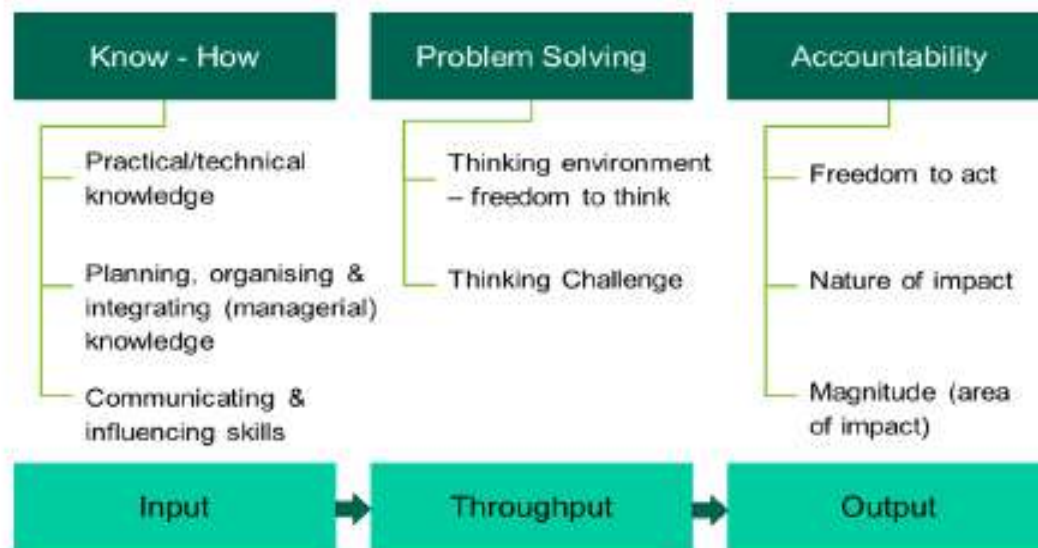 Know - How
Practical/technical
knowledge
Planning, organising &
integrating (managerial)
knowledge
Communicating &
influencing skills
Input
Problem Solving
Thinking environment
– freedom to think
Thinking Challenge
Throughput
Accountability
Freedom to act
Nature of impact
Magnitude (area
of impact)
Output